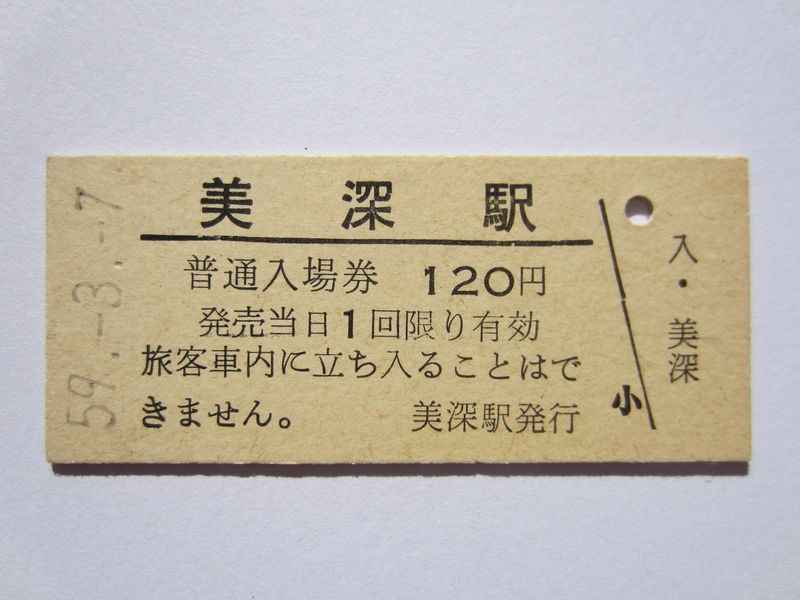 59.-3.-7
美深駅
普通入場券 120円
発売当日1回限り有効
旅客車内に立ち入ることはで
きません。 美深駅発行
小
入・美深